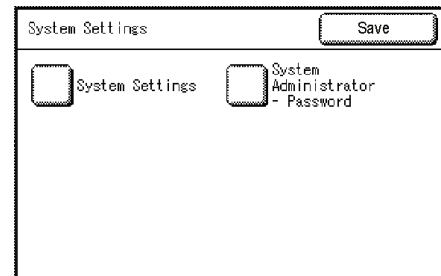 System Settings
Save
System Settings
System
Administrator
- Password